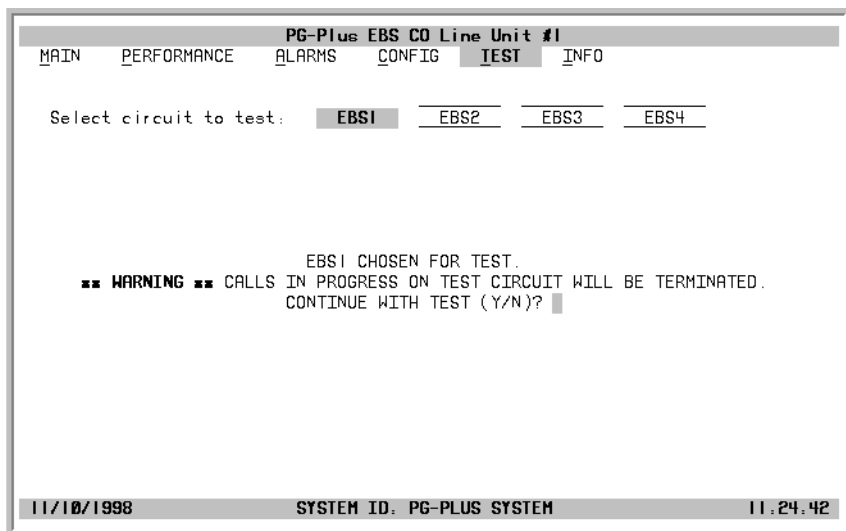 PG-Plus EBS CO Line Unit #1
MAIN PERFORMANCE ALARMS CONFIG TEST INFO
Select circuit to test: EBS1 EBS2 EBS3 EBS4
EBS1 CHOSEN FOR TEST.
** WARNING ** CALLS IN PROGRESS ON TEST CIRCUIT WILL BE TERMINATED.
CONTINUE WITH TEST (Y/N)?
11/10/1998 SYSTEM ID: PG-PLUS SYSTEM 11:24:42